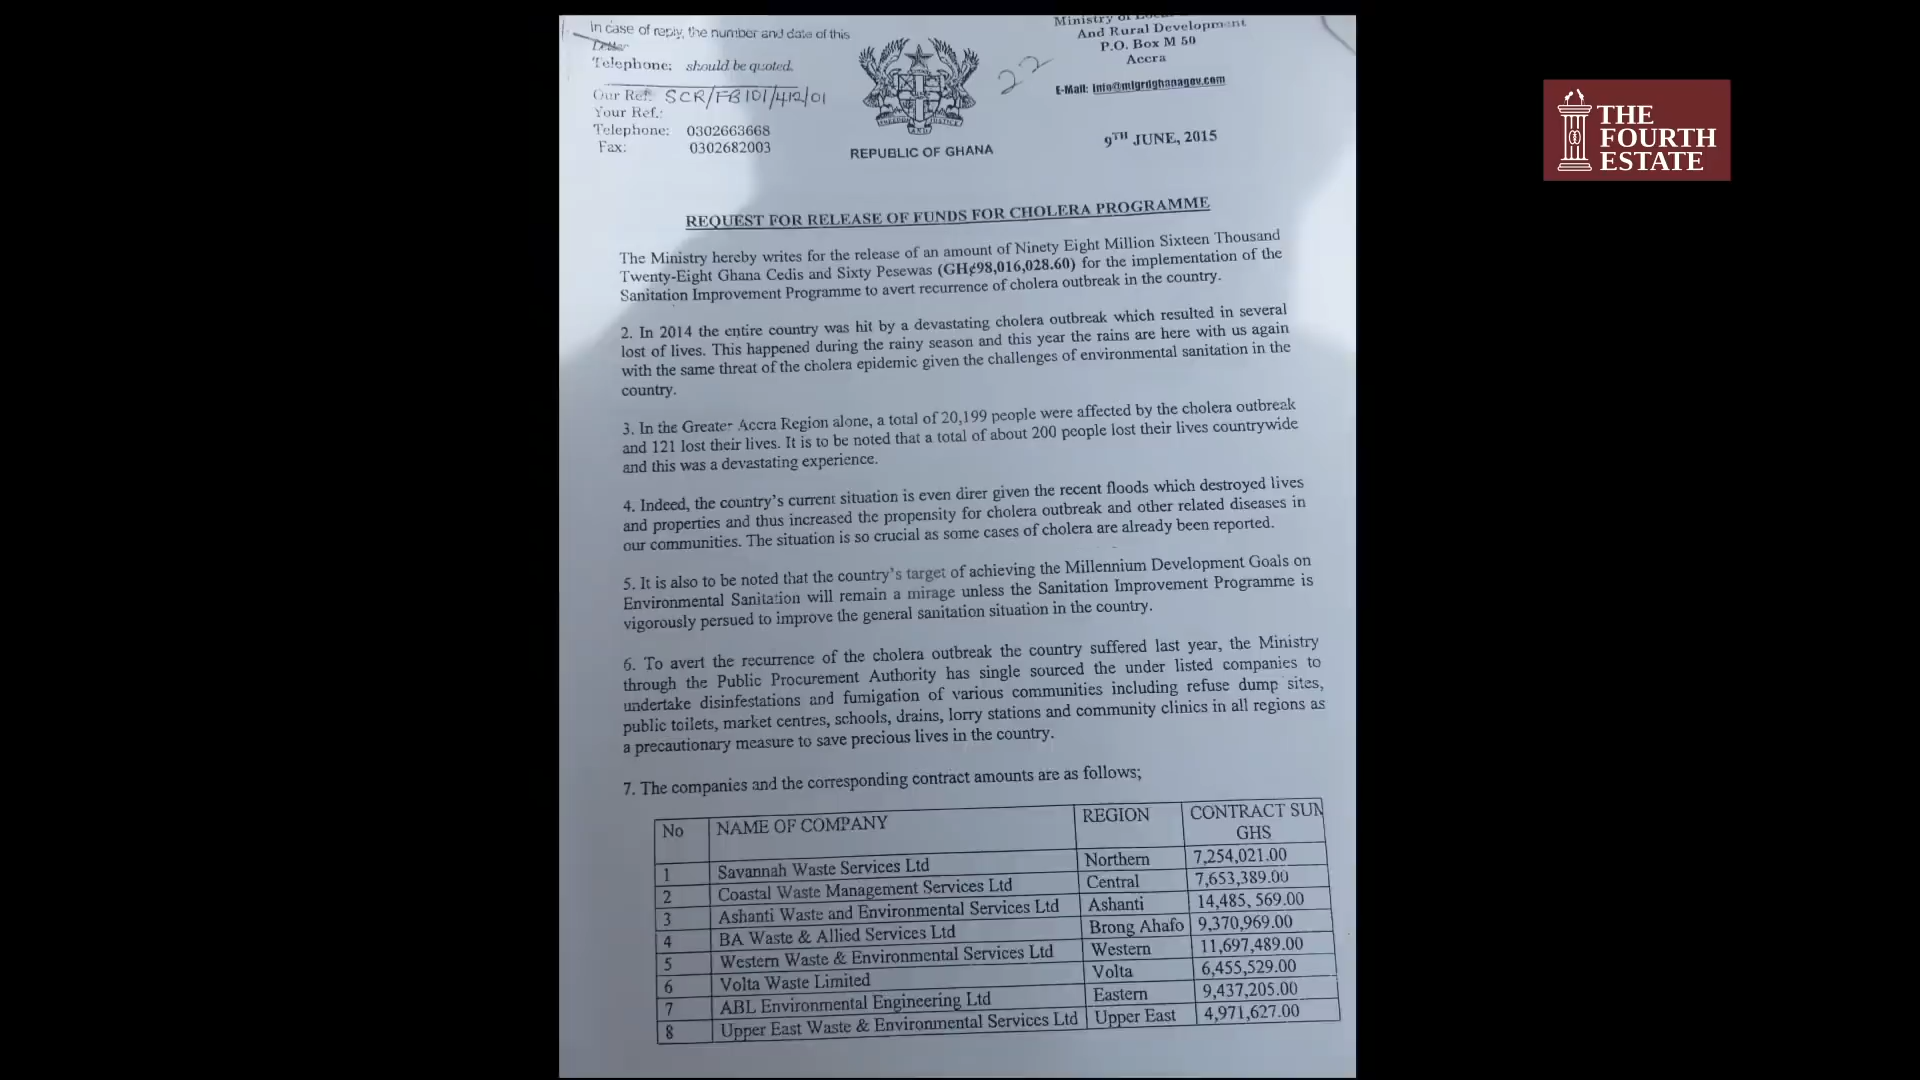 In case of reply, the number and date of this
Letter
Telephone: should be quoted.
Our Ref: SCR/FB101/412/01
Your Ref.:
Telephone: 0302663668
Fax: 0302682003
REPUBLIC OF GHANA
22
Ministry of
And Rural Development
P.O. Box M 50
Accra
E-Mail: info@mlgrdghanagov.com
9TH JUNE, 2015
THE
FOURTH
ESTATE
REQUEST FOR RELEASE OF FUNDS FOR CHOLERA PROGRAMME
The Ministry hereby writes for the release of an amount of Ninety Eight Million Sixteen Thousand
Twenty-Eight Ghana Cedis and Sixty Pesewas (GH¢98,016,028.60) for the implementation of the
Sanitation Improvement Programme to avert recurrence of cholera outbreak in the country.
2. In 2014 the entire country was hit by a devastating cholera outbreak which resulted in several
lost of lives. This happened during the rainy season and this year the rains are here with us again
with the same threat of the cholera epidemic given the challenges of environmental sanitation in the
country.
3. In the Greater Accra Region alone, a total of 20,199 people were affected by the cholera outbreak
and 121 lost their lives. It is to be noted that a total of about 200 people lost their lives countrywide
and this was a devastating experience.
4. Indeed, the country's current situation is even direr given the recent floods which destroyed lives
and properties and thus increased the propensity for cholera outbreak and other related diseases in
our communities. The situation is so crucial as some cases of cholera are already been reported.
5. It is also to be noted that the country's target of achieving the Millennium Development Goals on
Environmental Sanitation will remain a mirage unless the Sanitation Improvement Programme is
vigorously persued to improve the general sanitation situation in the country.
6. To avert the recurrence of the cholera outbreak the country suffered last year, the Ministry
through the Public Procurement Authority has single sourced the under listed companies to
undertake disinfestations and fumigation of various communities including refuse dump sites,
public toilets, market centres, schools, drains, lorry stations and community clinics in all regions as
a precautionary measure to save precious lives in the country.
7. The companies and the corresponding contract amounts are as follows;
No NAME OF COMPANY REGION CONTRACT SUM
GHS
1 Savannah Waste Services Ltd Northern 7,254,021.00
2 Coastal Waste Management Services Ltd Central 7,653,389.00
3 Ashanti Waste and Environmental Services Ltd Ashanti 14,485, 569.00
4 BA Waste & Allied Services Ltd Brong Ahafo 9,370,969.00
5 Western Waste & Environmental Services Ltd Western 11,697,489.00
6 Volta Waste Limited Volta 6,455,529.00
7 ABL Environmental Engineering Ltd Eastern 9,437,205.00
8 Upper East Waste & Environmental Services Ltd Upper East 4,971,627.00